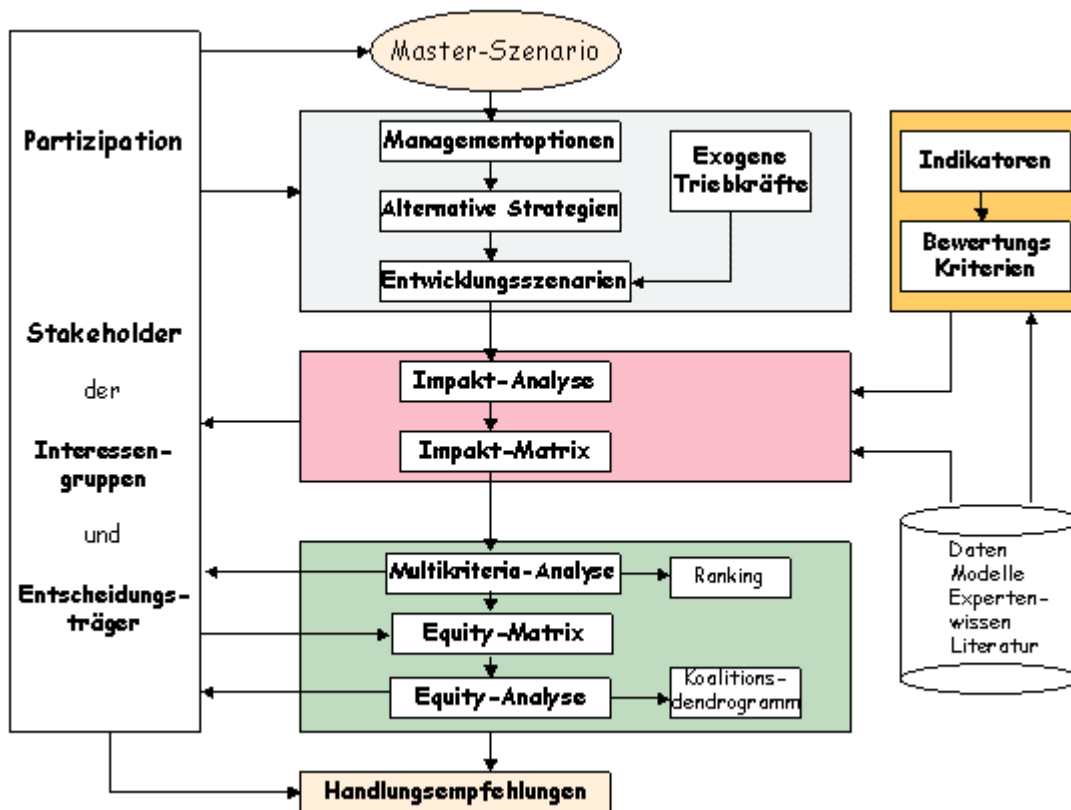 Master-Szenario
Partizipation
Stakeholder
der
Interessen-
gruppen
und
Entscheidungs-
träger
Managementoptionen
Alternative Strategien
Entwicklungsszenarien
Exogene
Triebkräfte
Indikatoren
Bewertungs
Kriterien
Impakt-Analyse
Impakt-Matrix
Multikriteria-Analyse
Ranking
Equity-Matrix
Equity-Analyse
Koalitions-
dendrogramm
Daten
Modelle
Experten-
wissen
Literatur
Handlungsempfehlungen